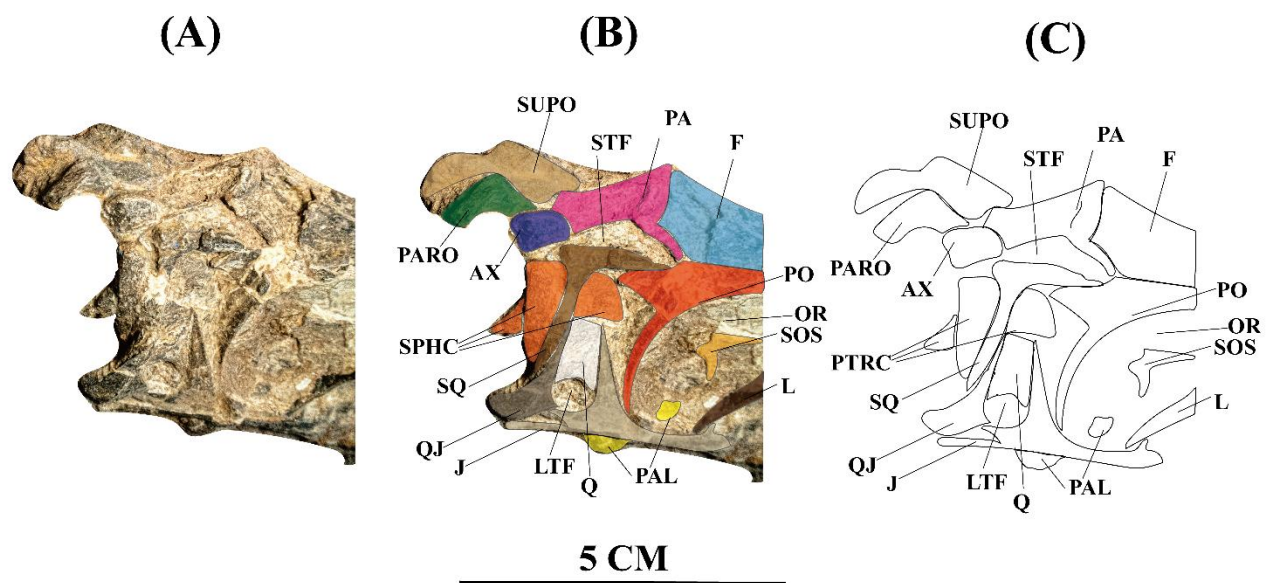 (A)
(B)
(C)
SUPO
STF
PA
F
PARO
AX
PO
OR
SOS
SPHC
SQ
L
QJ
J
LTF
Q
PAL
SUPO
STF
PA
F
PARO
AX
PO
OR
SOS
PTRC
SQ
L
QJ
J
LTF
Q
PAL
5 CM